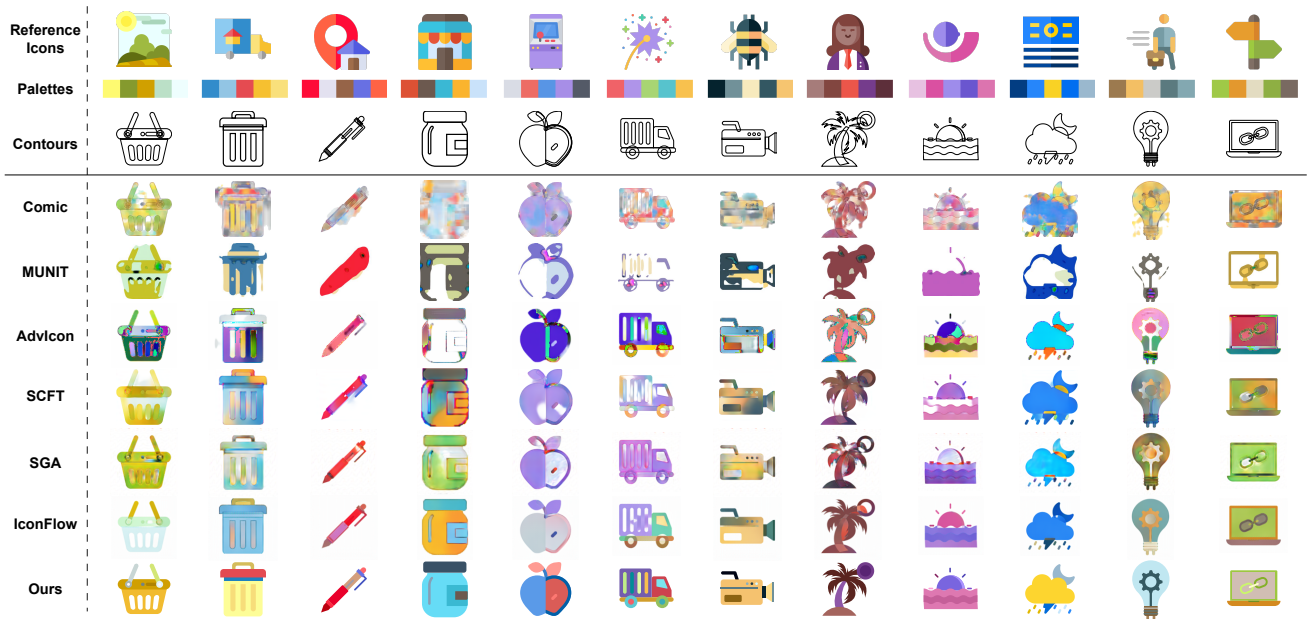 Reference
Icons
Palettes
Contours
Comic
MUNIT
AdvIcon
SCFT
SGA
IconFlow
Ours